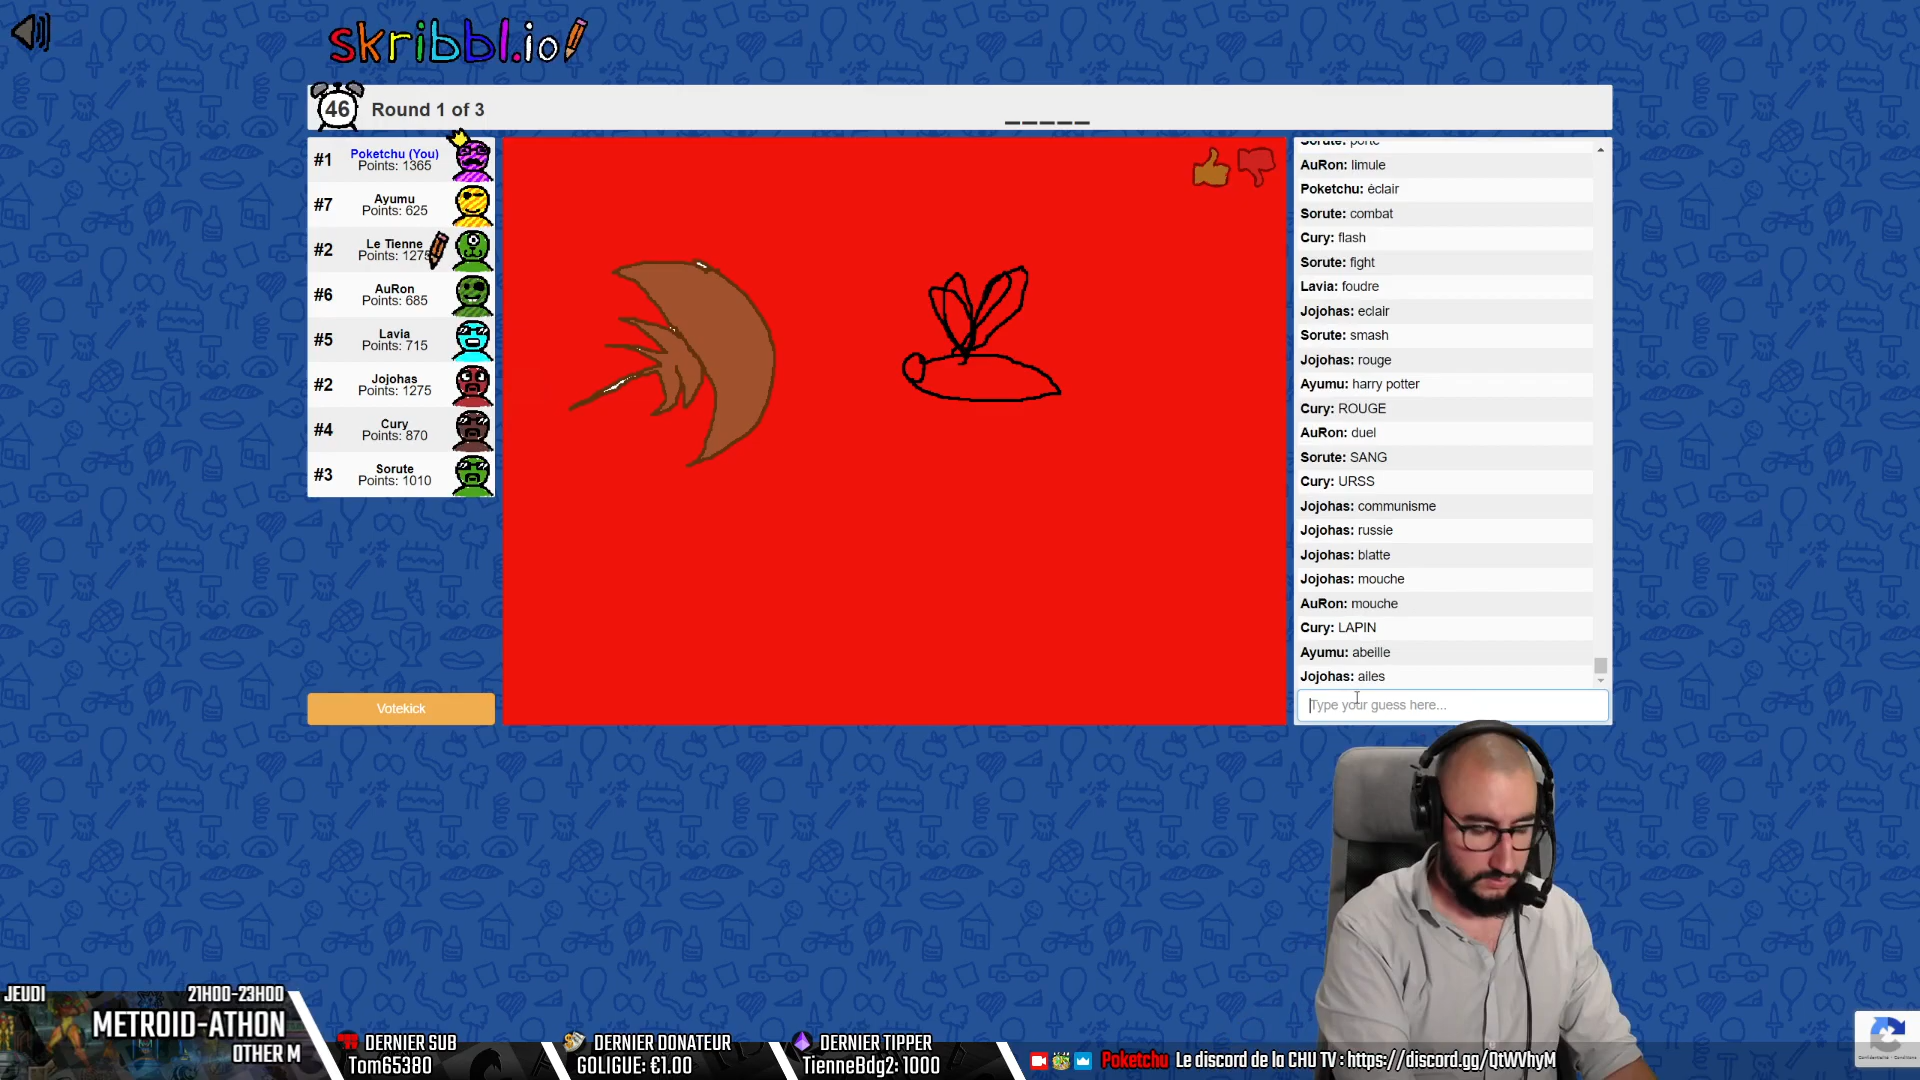 skribbl.io
46
Round 1 of 3
_____
#1
Poketchu (You)
Points: 1365
#7
Ayumu
Points: 625
#2
Le Tienne
Points: 1275
#6
AuRon
Points: 685
#5
Lavia
Points: 715
#2
Jojohas
Points: 1275
#4
Cury
Points: 870
#3
Sorute
Points: 1010
Votekick
Sorute: porte
AuRon: limule
Poketchu: éclair
Sorute: combat
Cury: flash
Sorute: fight
Lavia: foudre
Jojohas: eclair
Sorute: smash
Jojohas: rouge
Ayumu: harry potter
Cury: ROUGE
AuRon: duel
Sorute: SANG
Cury: URSS
Jojohas: communisme
Jojohas: russie
Jojohas: blatte
Jojohas: mouche
AuRon: mouche
Cury: LAPIN
Ayumu: abeille
Jojohas: ailes
Type your guess here...
JEUDI 21H00-23H00
METROID-ATHON
OTHER M
DERNIER SUB
Tom65380
DERNIER DONATEUR
GOLIGUE: €1.00
DERNIER TIPPER
TienneBdg2: 1000
Poketchu Le discord de la CHU TV : https://discord.gg/QtWVhyM